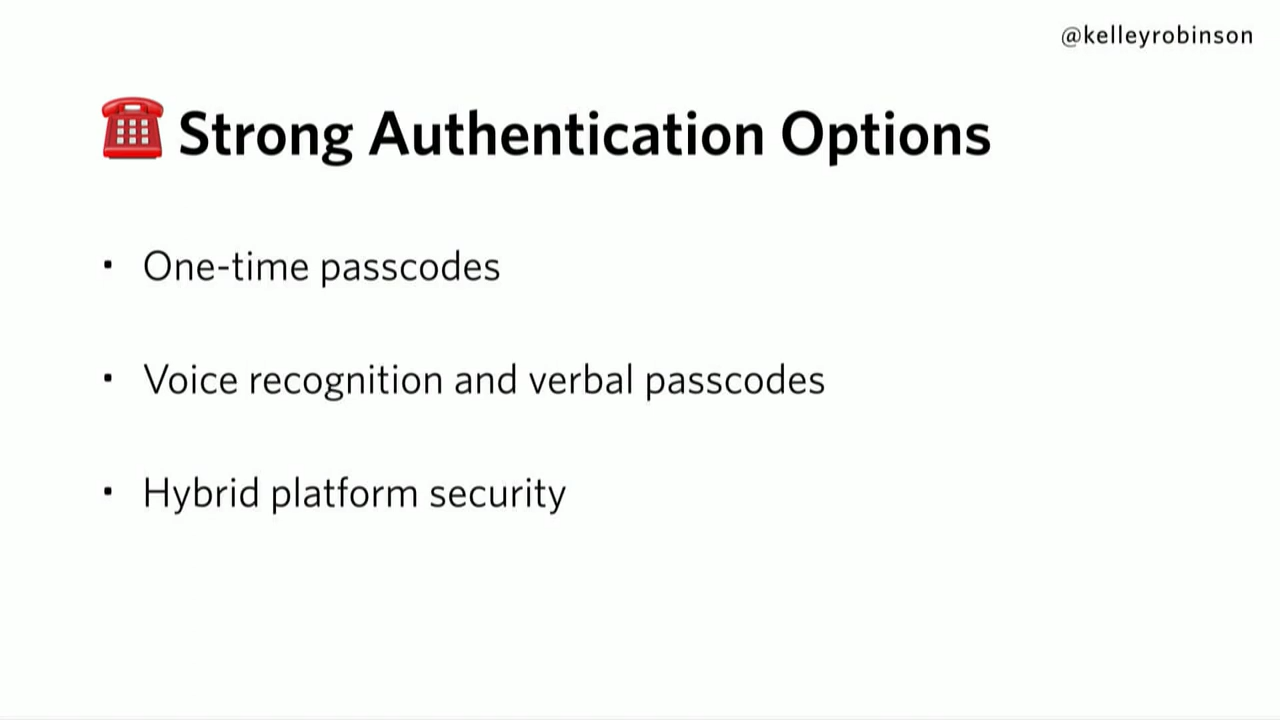 @kelleyrobinson
☎️ Strong Authentication Options
· One-time passcodes
· Voice recognition and verbal passcodes
· Hybrid platform security